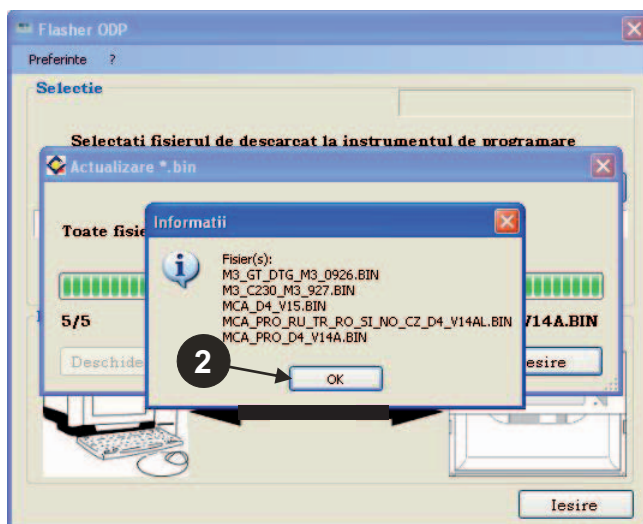 Flasher ODP
Preferinte ?
Selectie
Selectati fisierul de descarcat la instrumentul de programare
Actualizare *.bin
Toate
Informatii
Fisier(s):
M3_GT_DTG_M3_0926.BIN
M3_C230_M3_927.BIN
MCA_D4_V15.BIN
MCA_PRO_RU_TR_RO_SI_NO_CZ_D4_V14AL.BIN
MCA_PRO_D4_V14A.BIN
5/5
V14A.BIN
Deschide
2
OK
esire
Iesire